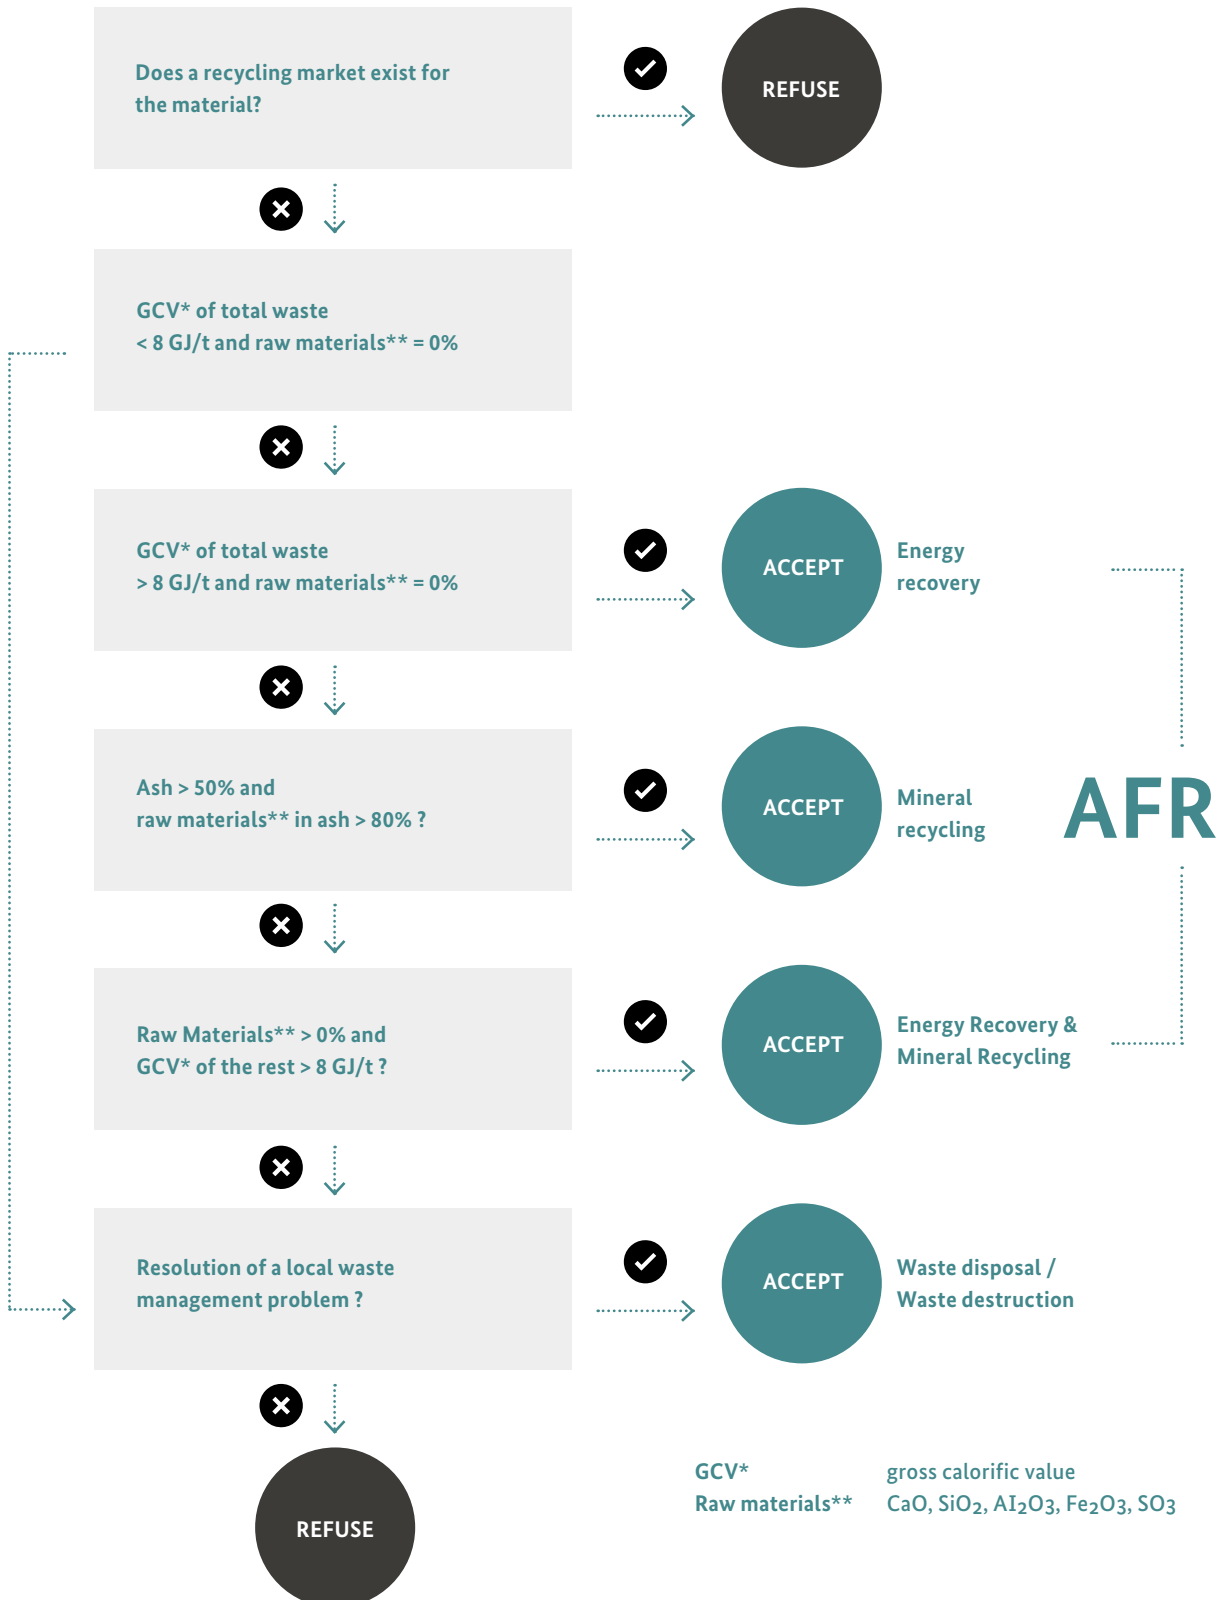 Does a recycling market exist for
the material?
REFUSE
GCV* of total waste
< 8 GJ/t and raw materials** = 0%
GCV* of total waste
> 8 GJ/t and raw materials** = 0%
ACCEPT
Energy
recovery
Ash > 50% and
raw materials** in ash > 80% ?
ACCEPT
Mineral
recycling
AFR
Raw Materials** > 0% and
GCV* of the rest > 8 GJ/t ?
ACCEPT
Energy Recovery &
Mineral Recycling
Resolution of a local waste
management problem ?
ACCEPT
Waste disposal /
Waste destruction
REFUSE
GCV* gross calorific value
Raw materials** CaO, SiO2, AI2O3, Fe2O3, SO3